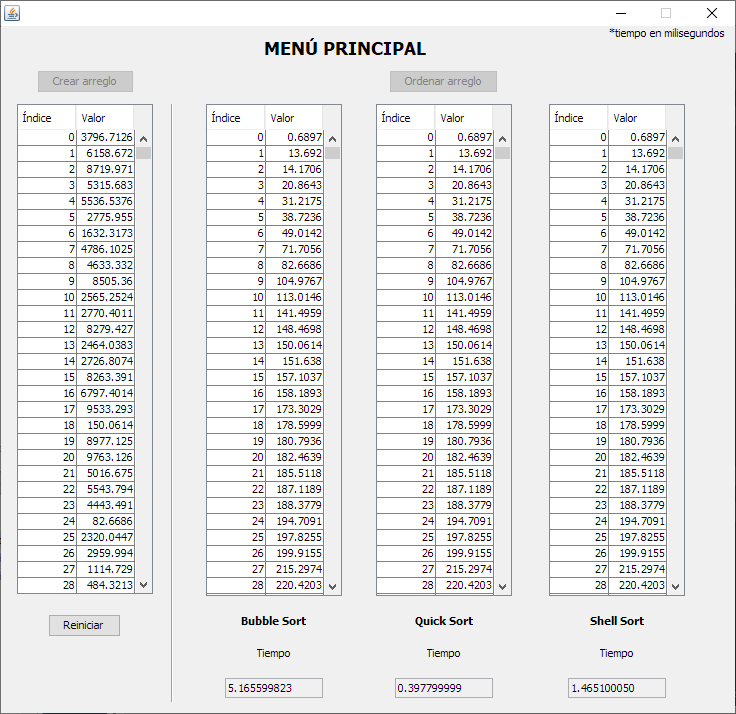 *tiempo en milisegundos
MENÚ PRINCIPAL
Crear arreglo Ordenar arreglo
Índice Valor Índice Valor Índice Valor Índice Valor
0 3796.7126 0 0.6897 0 0.6897 0 0.6897
1 6158.672 1 13.692 1 13.692 1 13.692
2 8719.971 2 14.1706 2 14.1706 2 14.1706
3 5315.683 3 20.8643 3 20.8643 3 20.8643
4 5536.5376 4 31.2175 4 31.2175 4 31.2175
5 2775.955 5 38.7236 5 38.7236 5 38.7236
6 1632.3173 6 49.0142 6 49.0142 6 49.0142
7 4786.1025 7 71.7056 7 71.7056 7 71.7056
8 4633.332 8 82.6686 8 82.6686 8 82.6686
9 8505.36 9 104.9767 9 104.9767 9 104.9767
10 2565.2524 10 113.0146 10 113.0146 10 113.0146
11 2770.4011 11 141.4959 11 141.4959 11 141.4959
12 8279.427 12 148.4698 12 148.4698 12 148.4698
13 2464.0383 13 150.0614 13 150.0614 13 150.0614
14 2726.8074 14 151.638 14 151.638 14 151.638
15 8263.391 15 157.1037 15 157.1037 15 157.1037
16 6797.4014 16 158.1893 16 158.1893 16 158.1893
17 9533.293 17 173.3029 17 173.3029 17 173.3029
18 150.0614 18 178.5999 18 178.5999 18 178.5999
19 8977.125 19 180.7936 19 180.7936 19 180.7936
20 9763.126 20 182.4639 20 182.4639 20 182.4639
21 5016.675 21 185.5118 21 185.5118 21 185.5118
22 5543.794 22 187.1189 22 187.1189 22 187.1189
23 4443.491 23 188.3779 23 188.3779 23 188.3779
24 82.6686 24 194.7091 24 194.7091 24 194.7091
25 2320.0447 25 197.8255 25 197.8255 25 197.8255
26 2959.994 26 199.9155 26 199.9155 26 199.9155
27 1114.729 27 215.2974 27 215.2974 27 215.2974
28 484.3213 28 220.4203 28 220.4203 28 220.4203
Reiniciar Bubble Sort Quick Sort Shell Sort
Tiempo Tiempo Tiempo
5.165599823 0.397799999 1.465100050